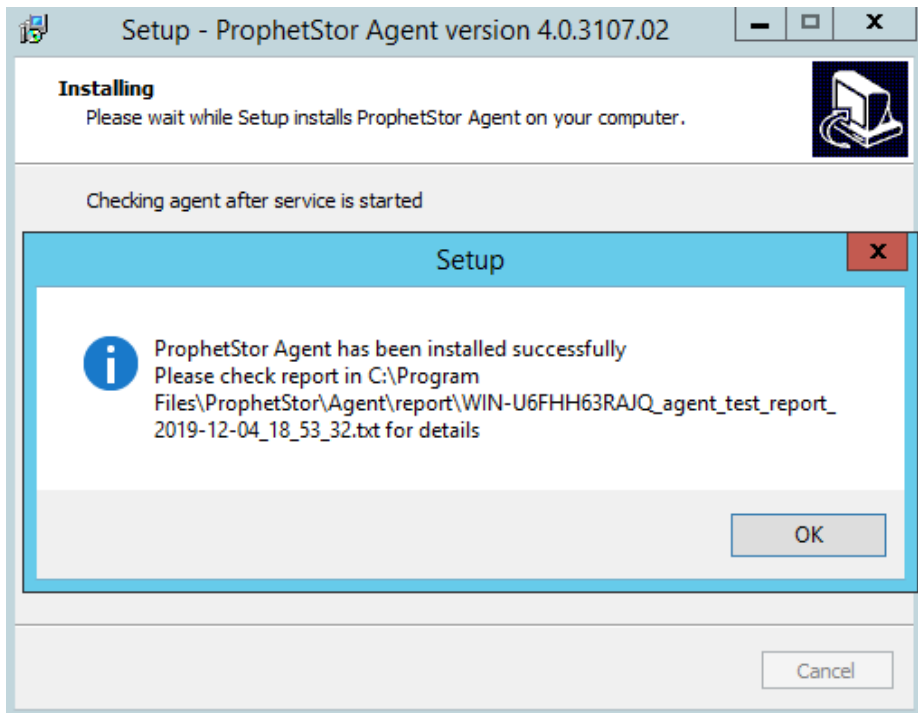 Setup - ProphetStor Agent version 4.0.3107.02
Installing
Please wait while Setup installs ProphetStor Agent on your computer.
Checking agent after service is started
Setup
ProphetStor Agent has been installed successfully
Please check report in C:\Program
Files\ProphetStor\Agent\report\WIN-U6FHH63RAJQ_agent_test_report_
2019-12-04_18_53_32.txt for details
OK
Cancel